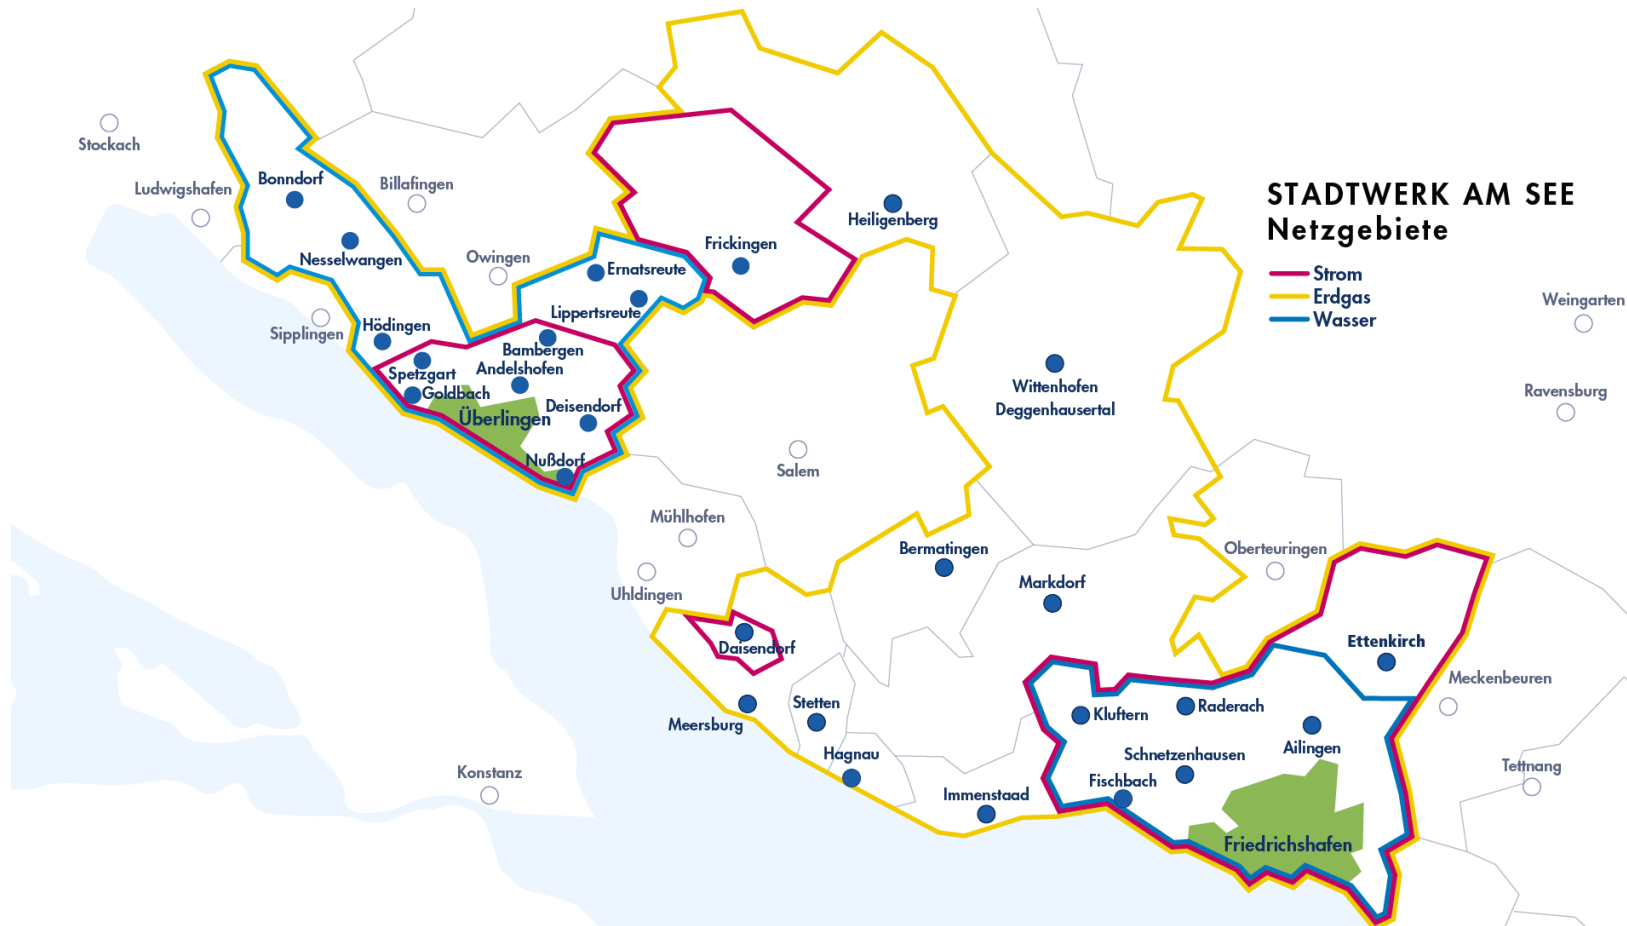 STADTWERK AM SEE
Netzgebiete
Strom
Erdgas
Wasser
Stockach
Ludwigshafen
Bonndorf
Billafingen
Nesselwangen
Owingen
Sipplingen
Hödingen
Ernatsreute
Lippertsreute
Frickingen
Heiligenberg
Bambergen
Spetzgart
Andelshofen
Goldbach
Überlingen
Deisendorf
Nußdorf
Salem
Wittenhofen
Deggenhausertal
Weingarten
Ravensburg
Mühlhofen
Uhldingen
Bermatingen
Markdorf
Oberteuringen
Daisendorf
Ettenkirch
Meckenbeuren
Meersburg
Stetten
Hagnau
Kluftern
Raderach
Ailingen
Schnetzenhausen
Fischbach
Immenstaad
Tettnang
Konstanz
Friedrichshafen